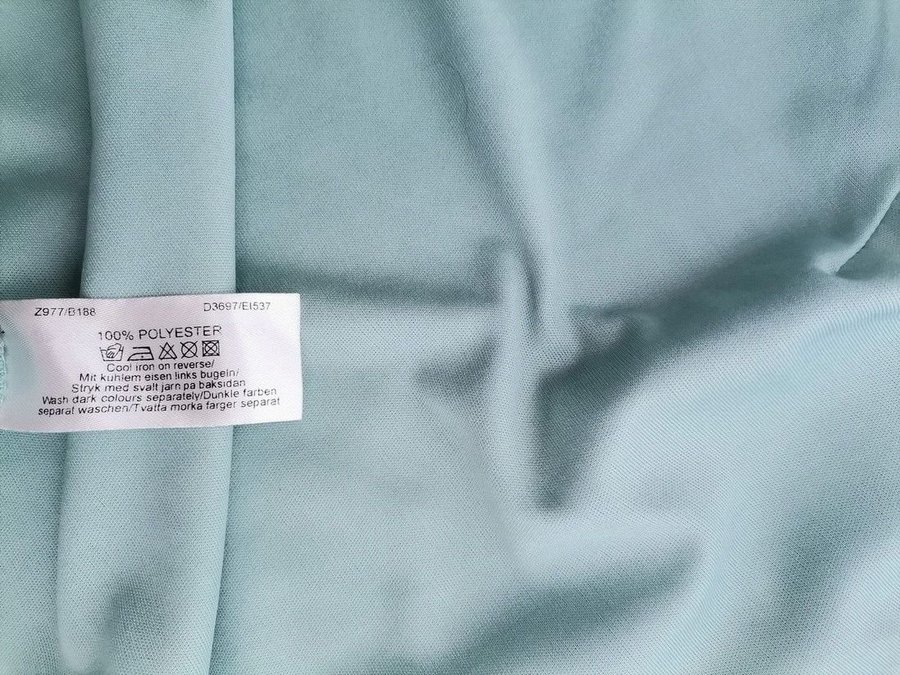 Z977/B188 D3697/EI537
100% POLYESTER
Cool iron on reverse/
Mit kuhlem eisen links bugeln/
Stryk med svalt jarn pa baksidan
Wash dark colours separately/Dunkle farben
separat waschen/Tvatta morka farger separat